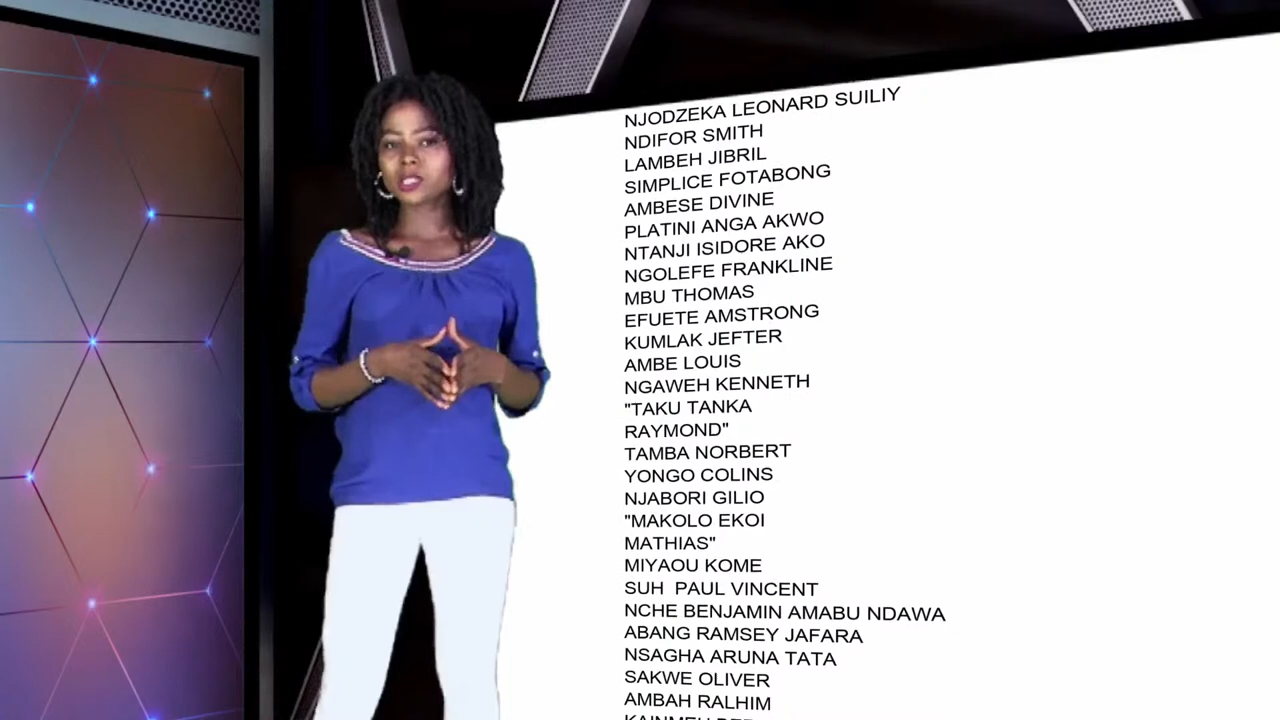 NJODZEKA LEONARD SUILIY
NDIFOR SMITH
LAMBEH JIBRIL
SIMPLICE FOTABONG
AMBESE DIVINE
PLATINI ANGA AKWO
NTANJI ISIDORE AKO
NGOLEFE FRANKLINE
MBU THOMAS
EFUETE AMSTRONG
KUMLAK JEFTER
AMBE LOUIS
NGAWEH KENNETH
"TAKU TANKA
RAYMOND"
TAMBA NORBERT
YONGO COLINS
NJABORI GILIO
"MAKOLO EKOI
MATHIAS"
MIYAOU KOME
SUH  PAUL VINCENT
NCHE BENJAMIN AMABU NDAWA
ABANG RAMSEY JAFARA
NSAGHA ARUNA TATA
SAKWE OLIVER
AMBAH RALHIM